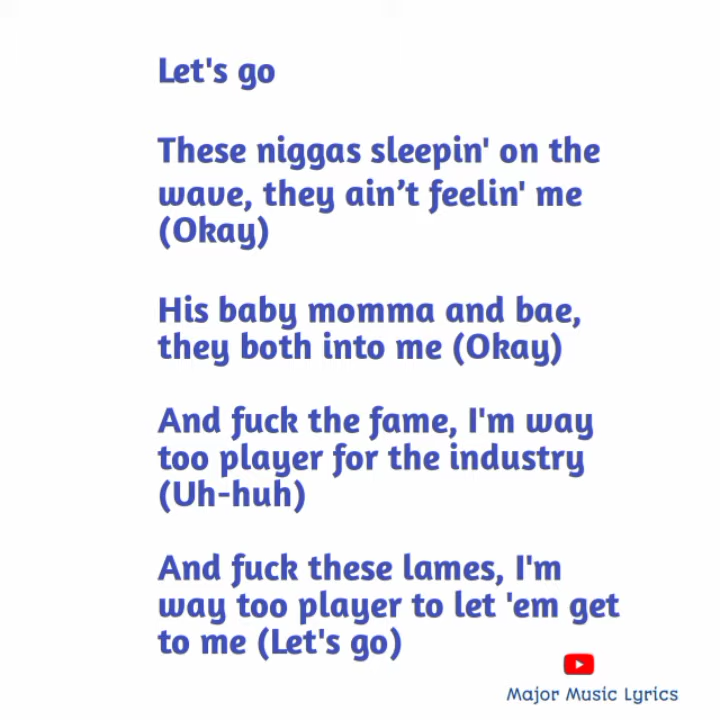 Let's go
These niggas sleepin' on the
wave, they ain’t feelin' me
(Okay)
His baby momma and bae,
they both into me (Okay)
And fuck the fame, I'm way
too player for the industry
(Uh-huh)
And fuck these lames, I'm
way too player to let 'em get
to me (Let's go)
Major Music Lyrics